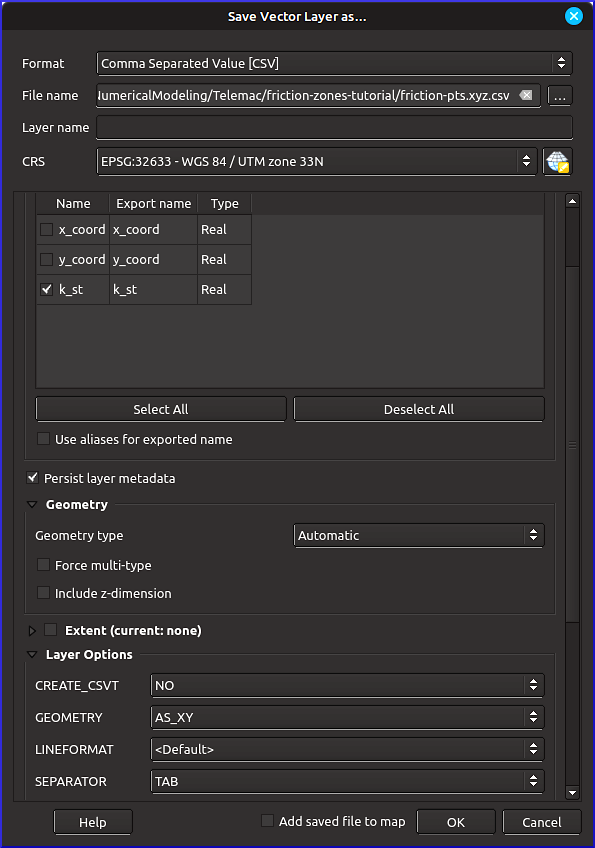 Save Vector Layer as...
Format Comma Separated Value [CSV]
File name NumericalModeling/Telemac/friction-zones-tutorial/friction-pts.xyz.csv ...
Layer name
CRS EPSG:32633 - WGS 84 / UTM zone 33N
Name Export name Type
x_coord x_coord Real
y_coord y_coord Real
k_st k_st Real
Select All Deselect All
Use aliases for exported name
Persist layer metadata
Geometry
Geometry type Automatic
Force multi-type
Include z-dimension
Extent (current: none)
Layer Options
CREATE_CSVT NO
GEOMETRY AS_XY
LINEFORMAT <Default>
SEPARATOR TAB
Help Add saved file to map OK Cancel